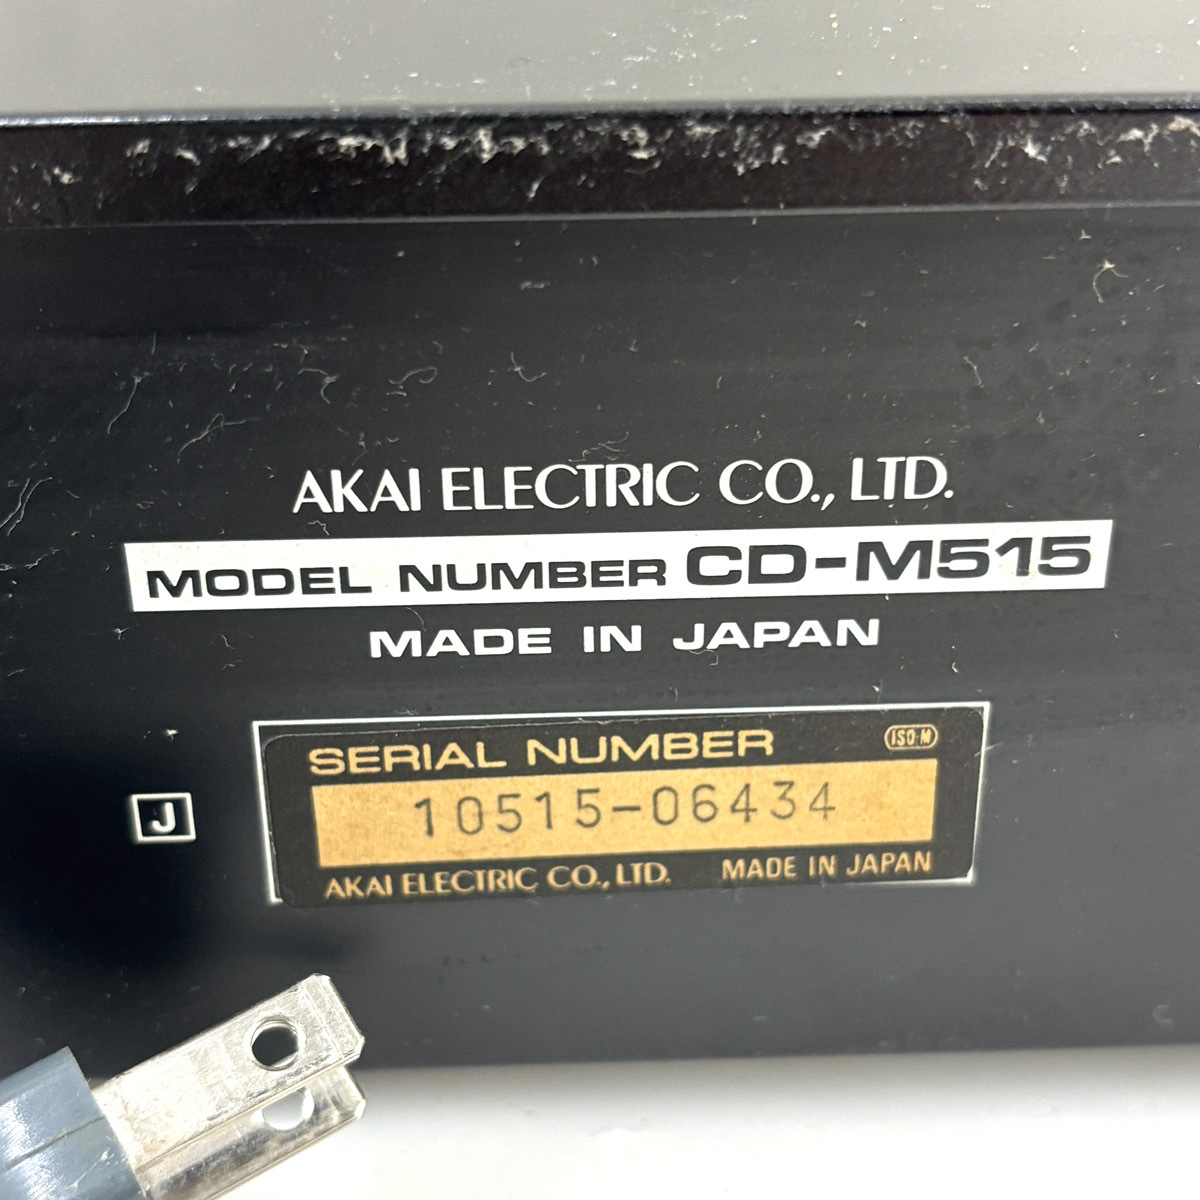 AKAI ELECTRIC CO., LTD.
MODEL NUMBER CD-M515
MADE IN JAPAN
J
SERIAL NUMBER ISO-M
10515-06434
AKAI ELECTRIC CO., LTD. MADE IN JAPAN